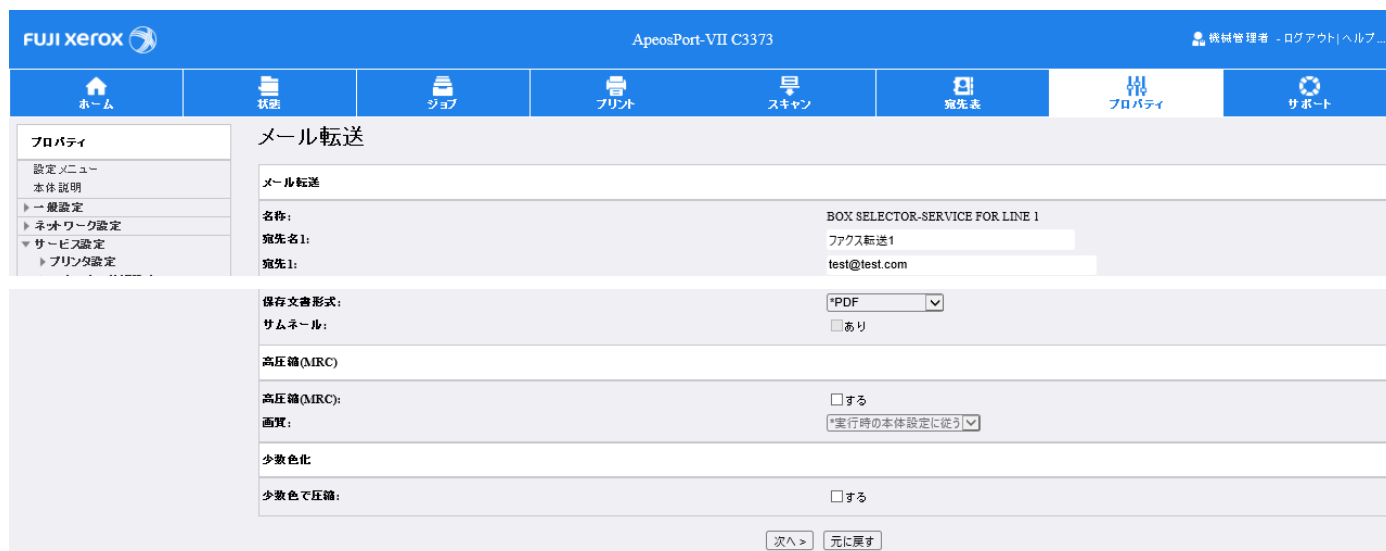 FUJI xerox
ApeosPort-VII C3373
機械管理者 - ログアウト|ヘルプ...
ホーム
状態
ジョブ
プリント
スキャン
宛先表
プロパティ
サポート
プロパティ
設定メニュー
本体説明
一般設定
ネットワーク設定
サービス設定
プリンタ設定
メール転送
メール転送
名称:
BOX SELECTOR-SERVICE FOR LINE 1
宛先名1:
ファクス転送1
宛先1:
test@test.com
保存文書形式:
*PDF
サムネール:
あり
高圧縮(MRC)
高圧縮(MRC):
する
画質:
*実行時の本体設定に従う
少数色化
少数色で圧縮:
する
次へ >
元に戻す